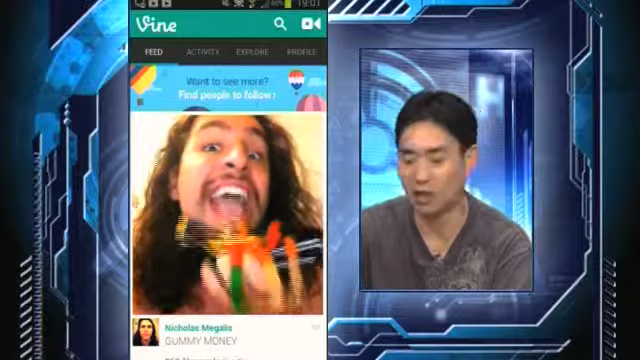 19:01
Vine
FEED ACTIVITY EXPLORE PROFILE
Want to see more?
Find people to follow ›
Nicholas Megalis
GUMMY MONEY